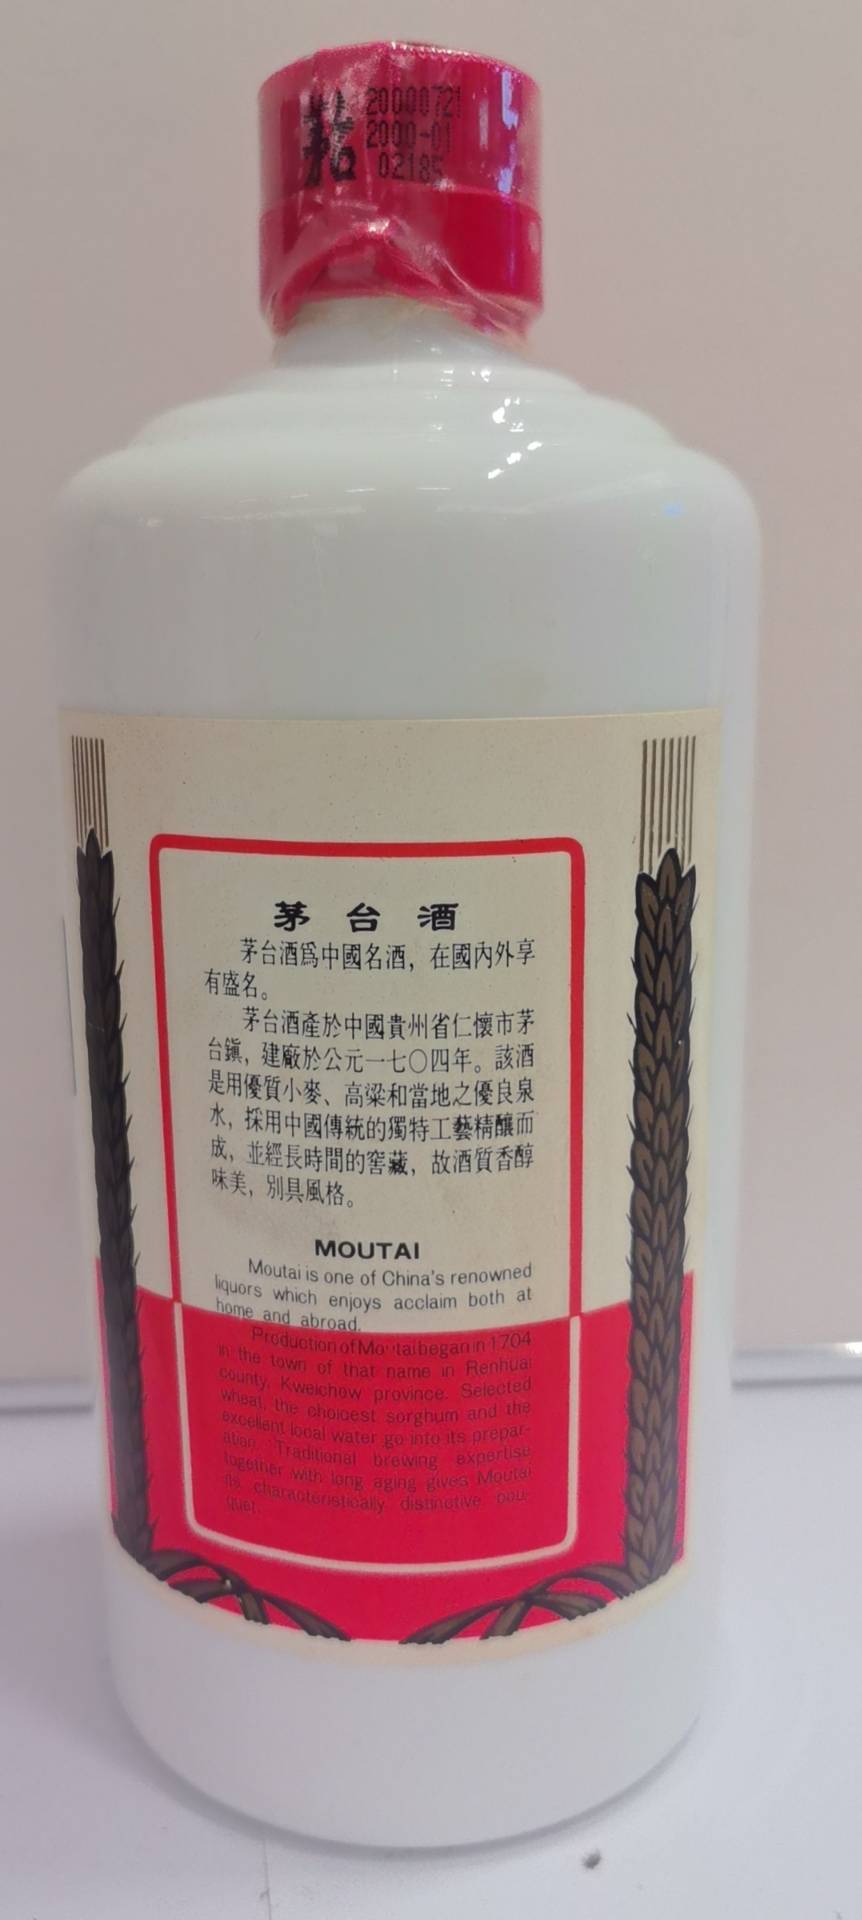 20000721
2000-01
02185
茅台酒
茅台酒爲中國名酒，在國內外享
有盛名。
茅台酒產於中國貴州省仁懷市茅
台鎭，建廠於公元一七〇四年。該酒
是用優質小麥、高粱和當地之優良泉
水，採用中國傳統的獨特工藝精釀而
成，並經長時間的窖藏，故酒質香醇
味美，別具風格。
MOUTAI
Moutai is one of China's renowned
liquors which enjoys acclaim both at
home and abroad.
Production of Moutai began in 1704
in the town of that name in Renhuai
county, Kweichow province. Selected
wheat, the choicest sorghum and the
excellent local water go into its prepar-
ation. Traditional brewing expertise
together with long aging gives Moutai
its characteristically distinctive bou-
quet.